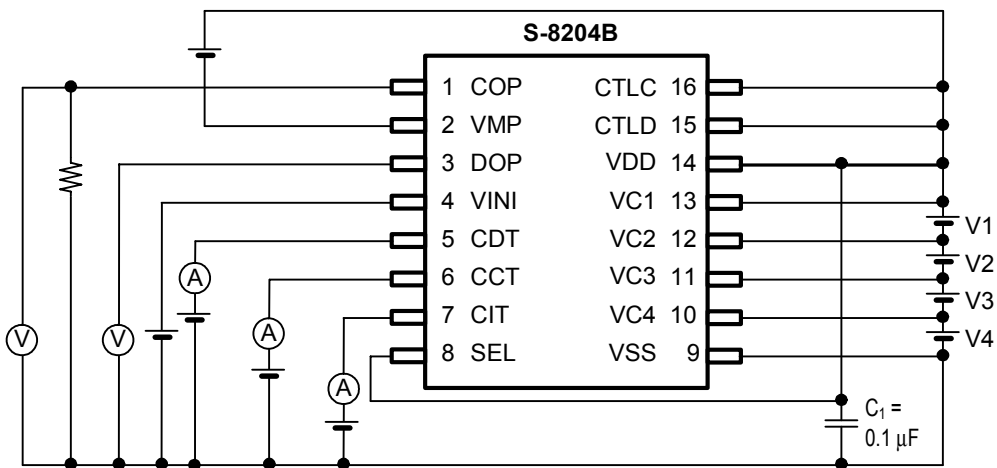 S-8204B
1 COP
2 VMP
3 DOP
4 VINI
5 CDT
6 CCT
7 CIT
8 SEL
CTLC 16
CTLD 15
VDD 14
VC1 13
VC2 12
VC3 11
VC4 10
VSS 9
V1
V2
V3
V4
V
V
A
A
A
C₁ =
0.1 μF